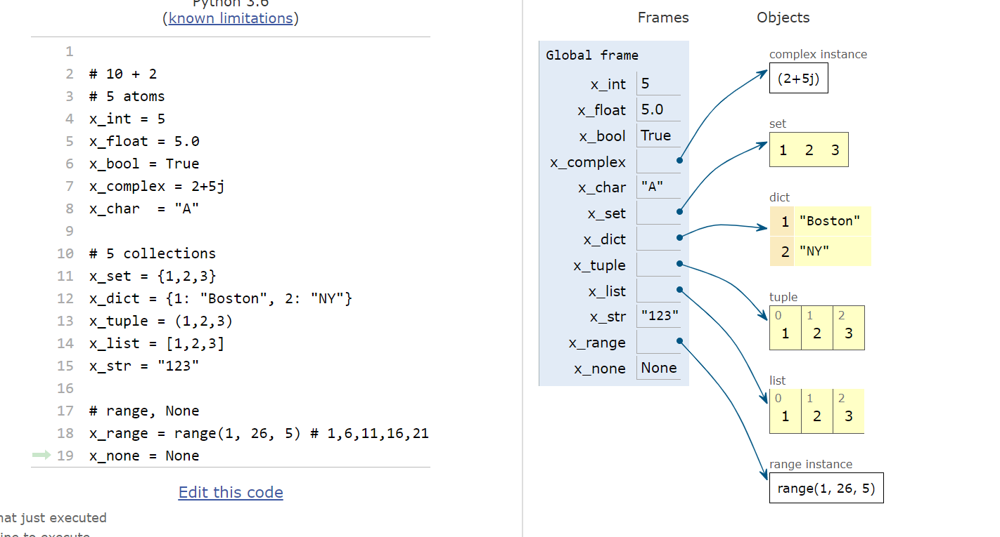 Python 3.6
(known limitations)
1
2 # 10 + 2
3 # 5 atoms
4 x_int = 5
5 x_float = 5.0
6 x_bool = True
7 x_complex = 2+5j
8 x_char  = "A"
9
10 # 5 collections
11 x_set = {1,2,3}
12 x_dict = {1: "Boston", 2: "NY"}
13 x_tuple = (1,2,3)
14 x_list = [1,2,3]
15 x_str = "123"
16
17 # range, None
18 x_range = range(1, 26, 5) # 1,6,11,16,21
19 x_none = None
Edit this code
just executed
to execute
Frames Objects
Global frame
x_int 5
x_float 5.0
x_bool True
x_complex
x_char "A"
x_set
x_dict
x_tuple
x_list
x_str "123"
x_range
x_none None
complex instance
(2+5j)
set
1 2 3
dict
1 "Boston"
2 "NY"
tuple
0 1 2
1 2 3
list
0 1 2
1 2 3
range instance
range(1, 26, 5)